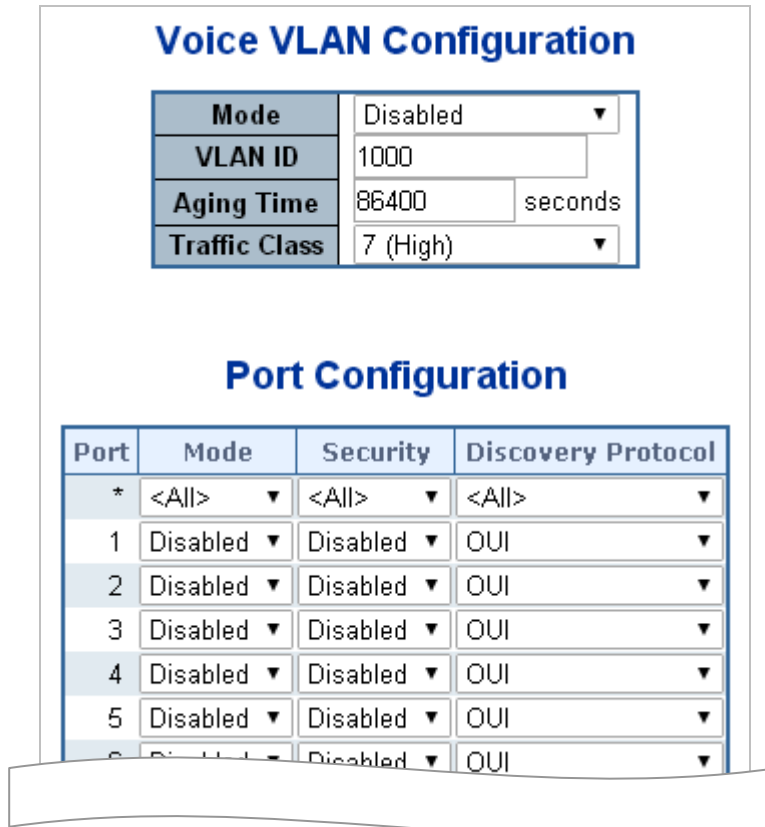 Voice VLAN Configuration
Mode Disabled
VLAN ID 1000
Aging Time 86400 seconds
Traffic Class 7 (High)
Port Configuration
Port Mode Security Discovery Protocol
* <All> <All> <All>
1 Disabled Disabled OUI
2 Disabled Disabled OUI
3 Disabled Disabled OUI
4 Disabled Disabled OUI
5 Disabled Disabled OUI
Disabled OUI